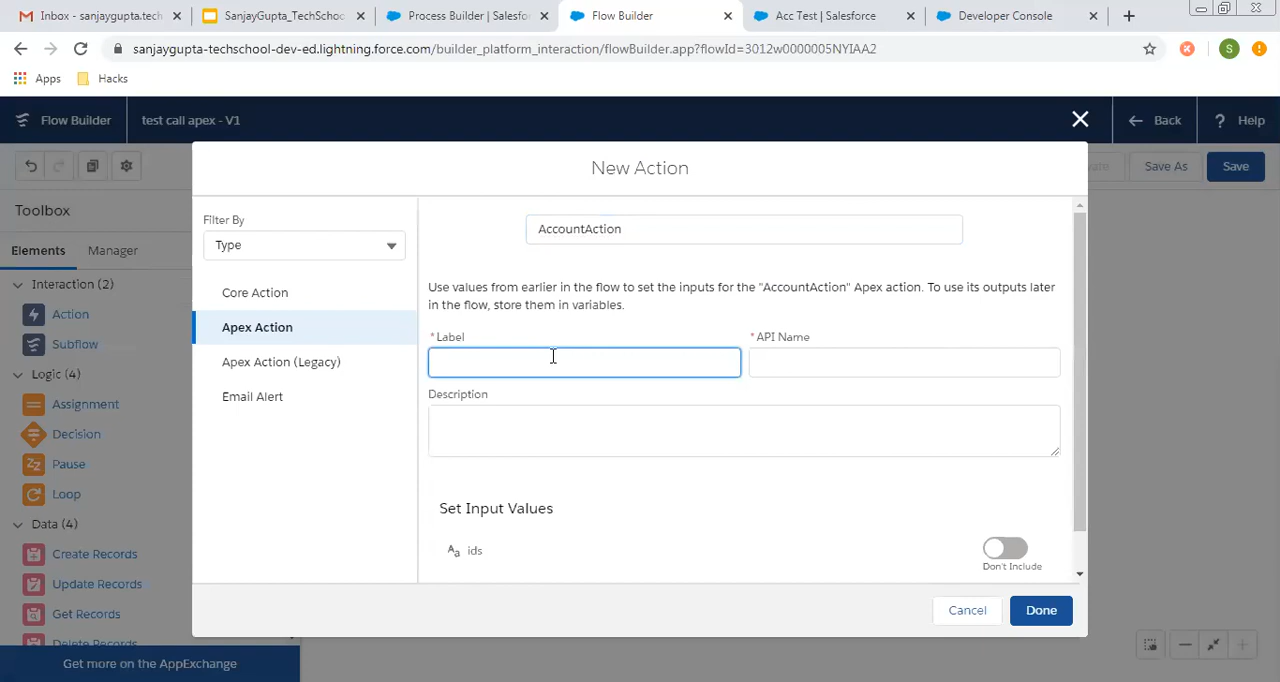 Inbox - sanjaygupta.tech
SanjayGupta_TechSchool
Process Builder | Salesfor
Flow Builder
Acc Test | Salesforce
Developer Console
sanjaygupta-techschool-dev-ed.lightning.force.com/builder_platform_interaction/flowBuilder.app?flowId=3012w0000005NYIAA2
S
Apps
Hacks
Flow Builder
test call apex - V1
Back
? Help
New Action
Save As
Save
Toolbox
Elements
Manager
Interaction (2)
Action
Subflow
Logic (4)
Assignment
Decision
Pause
Loop
Data (4)
Create Records
Update Records
Get Records
Delete Records
Get more on the AppExchange
Filter By
Type
Core Action
Apex Action
Apex Action (Legacy)
Email Alert
AccountAction
Use values from earlier in the flow to set the inputs for the "AccountAction" Apex action. To use its outputs later
in the flow, store them in variables.
* Label
* API Name
Description
Set Input Values
Aa ids
Don't Include
Cancel
Done